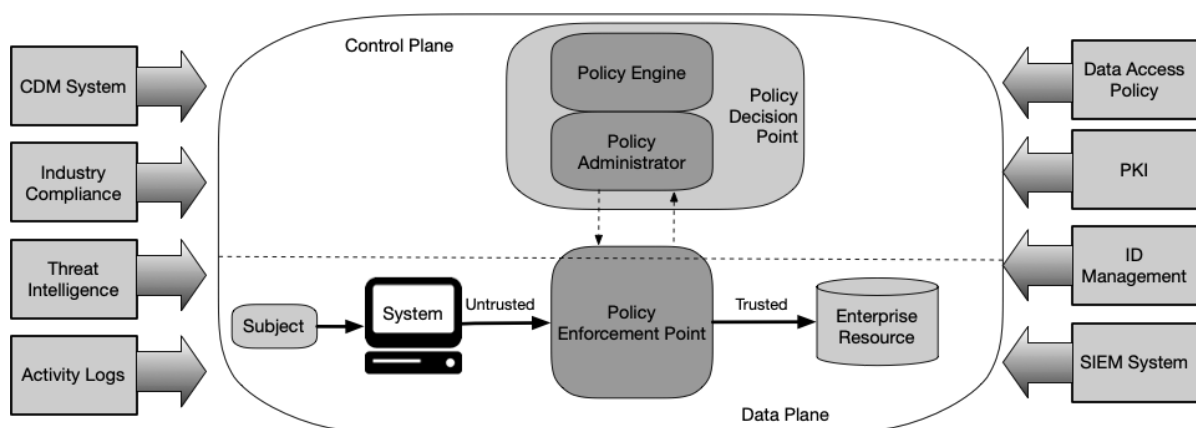 Control Plane
Policy Engine
Policy
Administrator
Policy
Decision
Point
CDM System
Industry
Compliance
Threat
Intelligence
Activity Logs
Data Access
Policy
PKI
ID
Management
SIEM System
Subject
System
Untrusted
Policy
Enforcement Point
Trusted
Enterprise
Resource
Data Plane